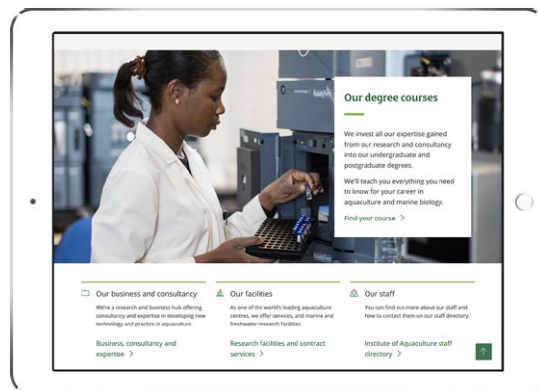 Our degree courses
We invest all our expertise gained
from our research and consultancy
into our undergraduate and
postgraduate degrees.
We'll teach you everything you need
to know for your career in
aquaculture and marine biology.
Find your course
Our business and consultancy
We're a research and business hub offering
consultancy and expertise in developing new
technology and practice in aquaculture.
Business, consultancy and
expertise
Our facilities
As one of the world's leading aquaculture
centres, we offer services, and marine and
freshwater research facilities.
Research facilities and contract
services
Our staff
You can find out more about our staff and
how to contact them on our staff directory.
Institute of Aquaculture staff
directory